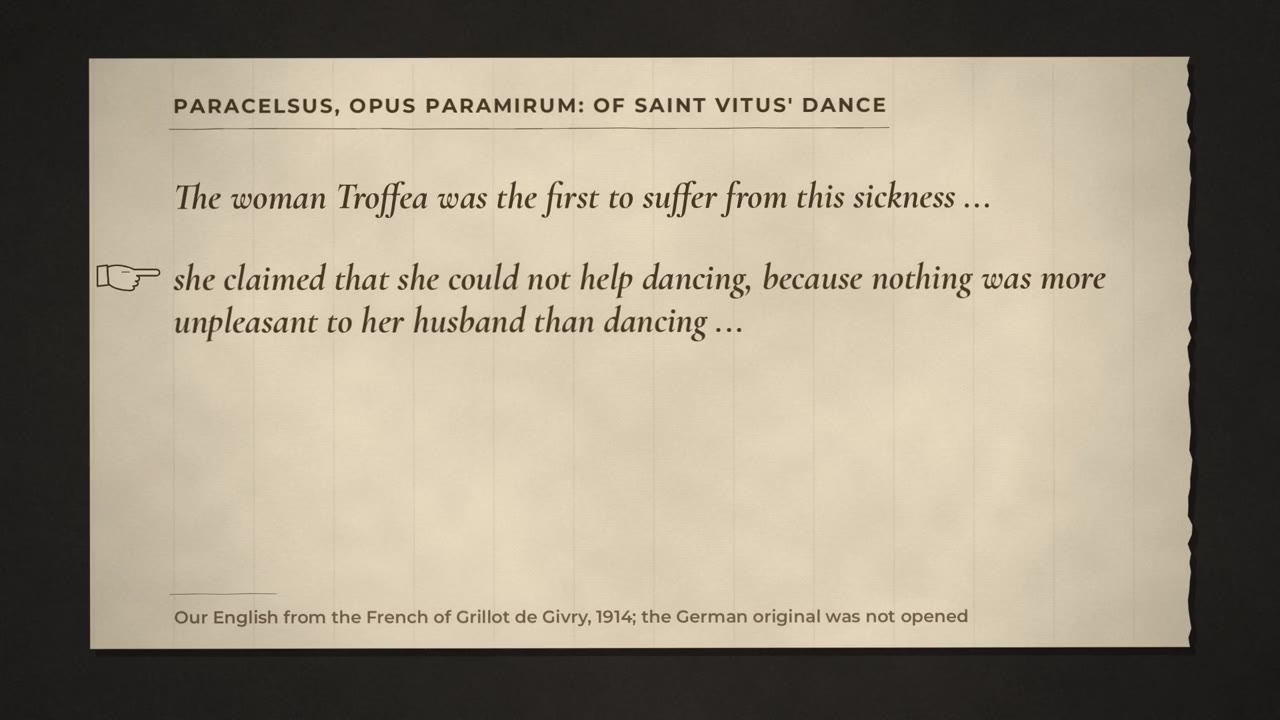 PARACELSUS, OPUS PARAMIRUM: OF SAINT VITUS' DANCE
The woman Troffea was the first to suffer from this sickness ...
she claimed that she could not help dancing, because nothing was more
unpleasant to her husband than dancing ...
Our English from the French of Grillot de Givry, 1914; the German original was not opened